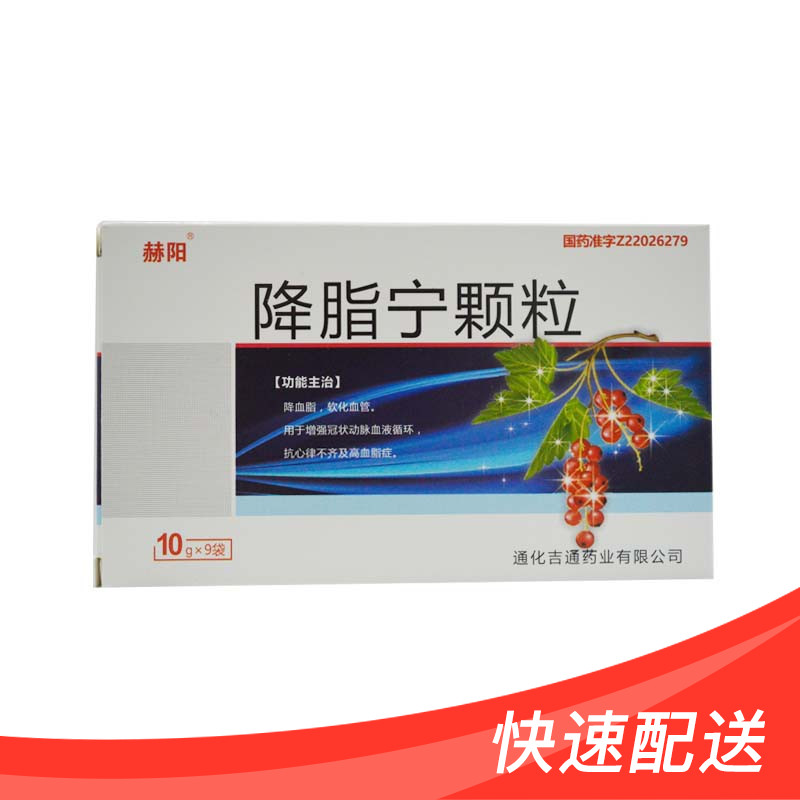 赫阳®
国药准字Z22026279
降脂宁颗粒
【功能主治】
降血脂，软化血管。
用于增强冠状动脉血液循环，
抗心律不齐及高血脂症。
10g×9袋
通化吉通药业有限公司
快速配送